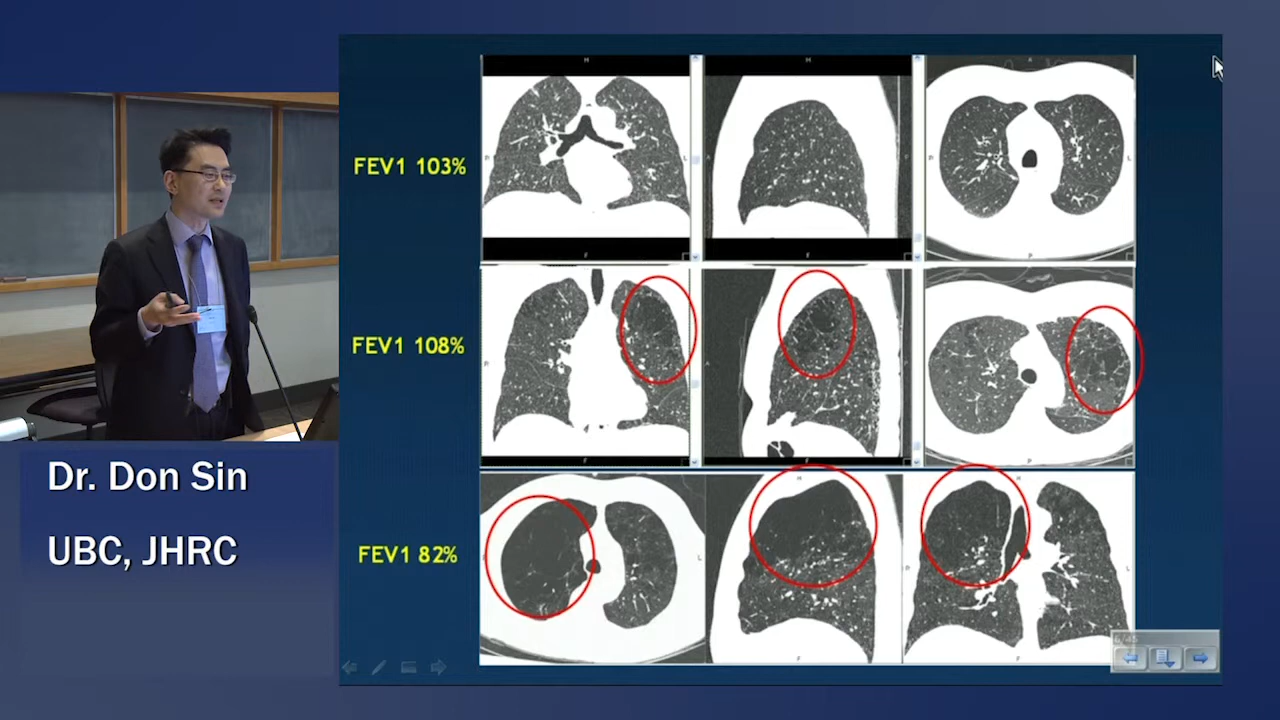 FEV1 103%
FEV1 108%
FEV1 82%
Dr. Don Sin
UBC, JHRC